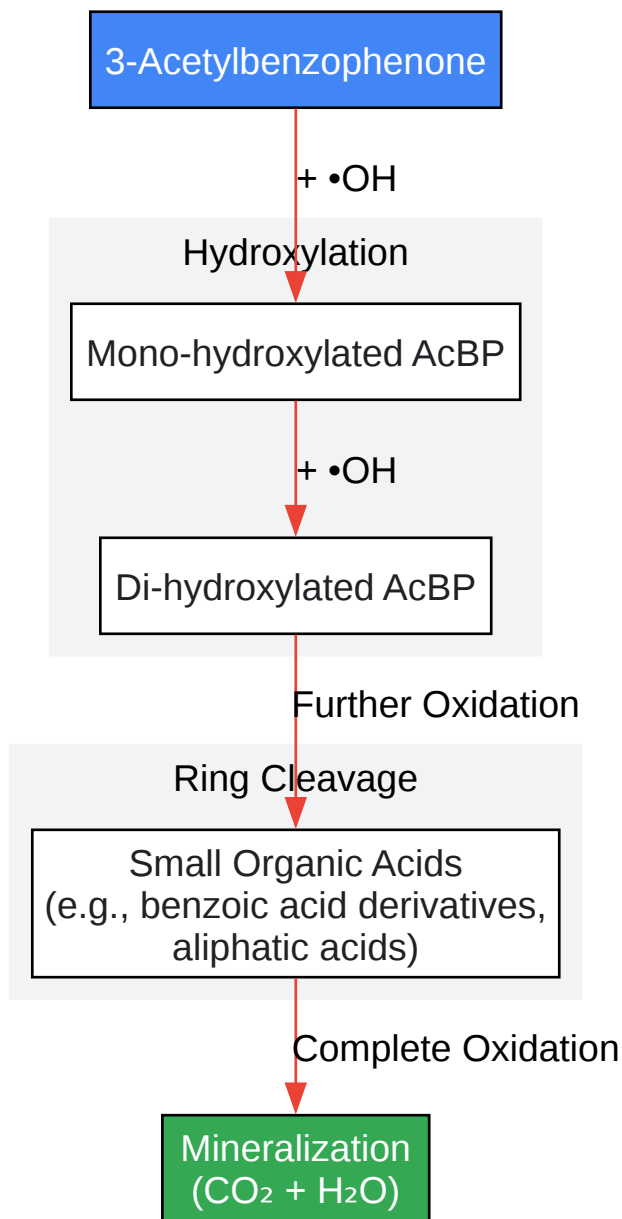 3-Acetylbenzophenone
+ •OH
Hydroxylation
Mono-hydroxylated AcBP
+ •OH
Di-hydroxylated AcBP
Further Oxidation
Ring Cleavage
Small Organic Acids
(e.g., benzoic acid derivatives,
aliphatic acids)
Complete Oxidation
Mineralization
(CO₂ + H₂O)